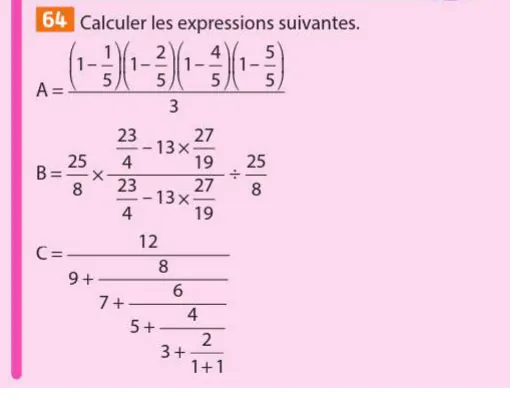 64 Calculer les expressions suivantes.
A = (1 – 1/5)(1 – 2/5)(1 – 4/5)(1 – 5/5) / 3
B = 25/8 × (23/4 – 13 × 27/19) / (23/4 – 13 × 27/19) ÷ 25/8
C = 12 / (9 + 8 / (7 + 6 / (5 + 4 / (3 + 2 / (1+1)))))